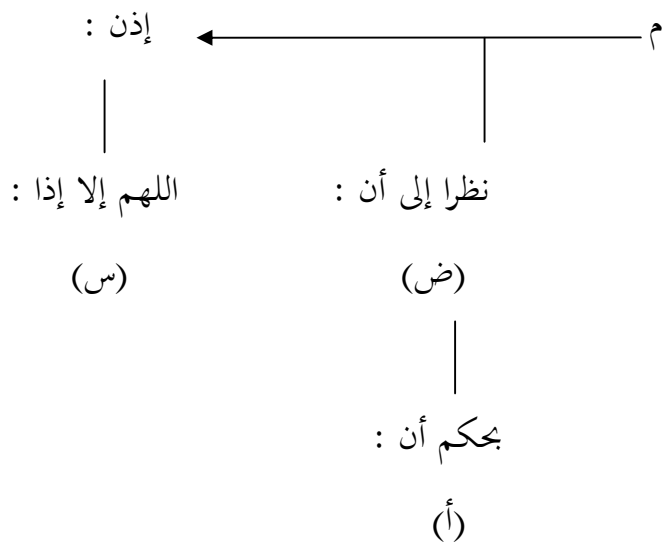 م إذن :
نظرا إلى أن : اللهم إلا إذا :
(ض) (س)
بحكم أن :
(أ)